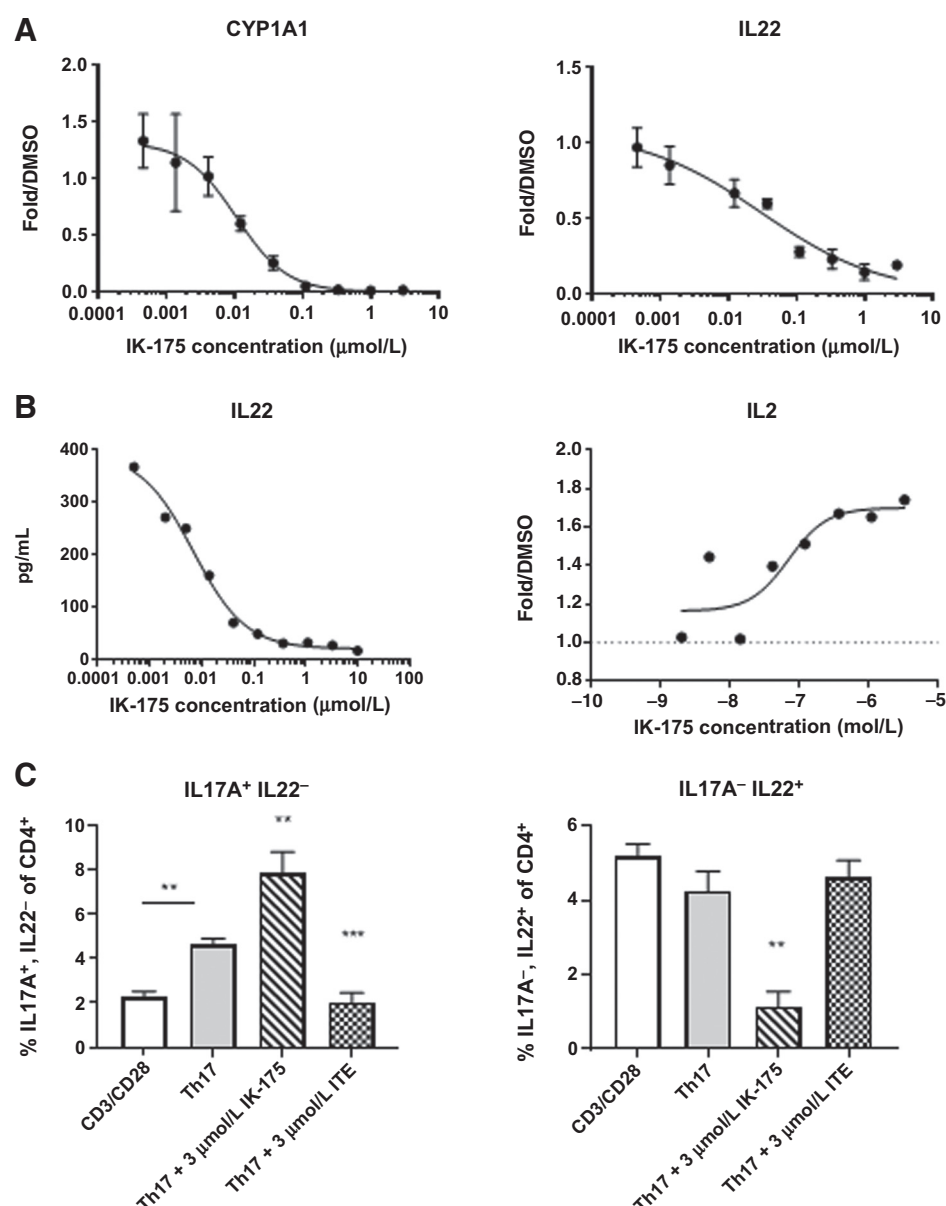 A
CYP1A1
Fold/DMSO
2.0
1.5
1.0
0.5
0.0
0.0001 0.001 0.01 0.1 1 10
IK-175 concentration (μmol/L)
IL22
Fold/DMSO
1.5
1.0
0.5
0.0
0.0001 0.001 0.01 0.1 1 10
IK-175 concentration (μmol/L)
B
IL22
pg/mL
400
300
200
100
0
0.0001 0.001 0.01 0.1 1 10 100
IK-175 concentration (μmol/L)
IL2
Fold/DMSO
2.0
1.8
1.6
1.4
1.2
1.0
0.8
–10 –9 –8 –7 –6 –5
IK-175 concentration (mol/L)
C
IL17A⁺ IL22⁻
% IL17A⁺, IL22⁻ of CD4⁺
10
8
6
4
2
0
**
**
***
CD3/CD28
Th17
Th17 + 3 μmol/L IK-175
Th17 + 3 μmol/L ITE
IL17A⁻ IL22⁺
% IL17A⁻, IL22⁺ of CD4⁺
6
4
2
0
**
CD3/CD28
Th17
Th17 + 3 μmol/L IK-175
Th17 + 3 μmol/L ITE